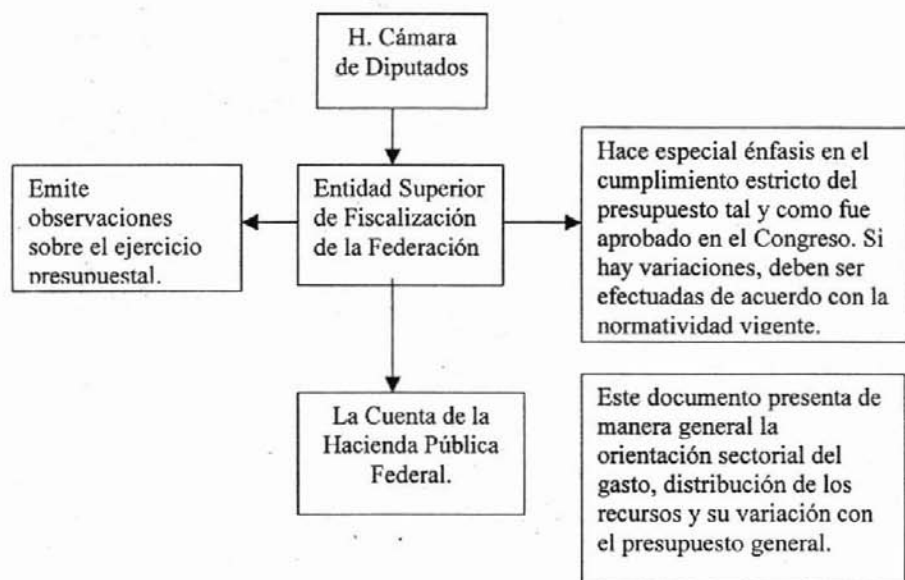 H. Cámara
de Diputados
Emite
observaciones
sobre el ejercicio
presupuestal.
Entidad Superior
de Fiscalización
de la Federación
Hace especial énfasis en el
cumplimiento estricto del
presupuesto tal y como fue
aprobado en el Congreso. Si
hay variaciones, deben ser
efectuadas de acuerdo con la
normatividad vigente.
La Cuenta de la
Hacienda Pública
Federal.
Este documento presenta de
manera general la
orientación sectorial del
gasto, distribución de los
recursos y su variación con
el presupuesto general.